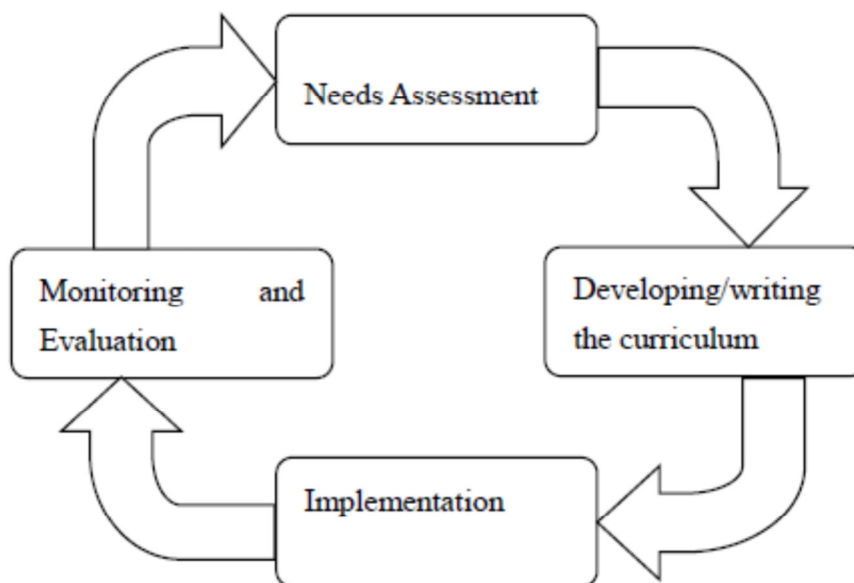 Needs Assessment
Monitoring and
Evaluation
Developing/writing
the curriculum
Implementation